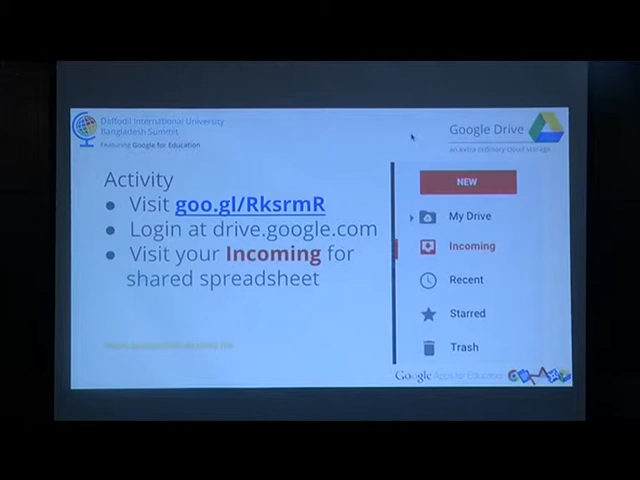 Daffodil International University
Bangladesh Summit
Featuring Google for Education
Google Drive
an extra ordinary cloud storage
Activity
● Visit goo.gl/RksrmR
● Login at drive.google.com
● Visit your Incoming for
shared spreadsheet
NEW
My Drive
Incoming
Recent
Starred
Trash
Google Apps for Education